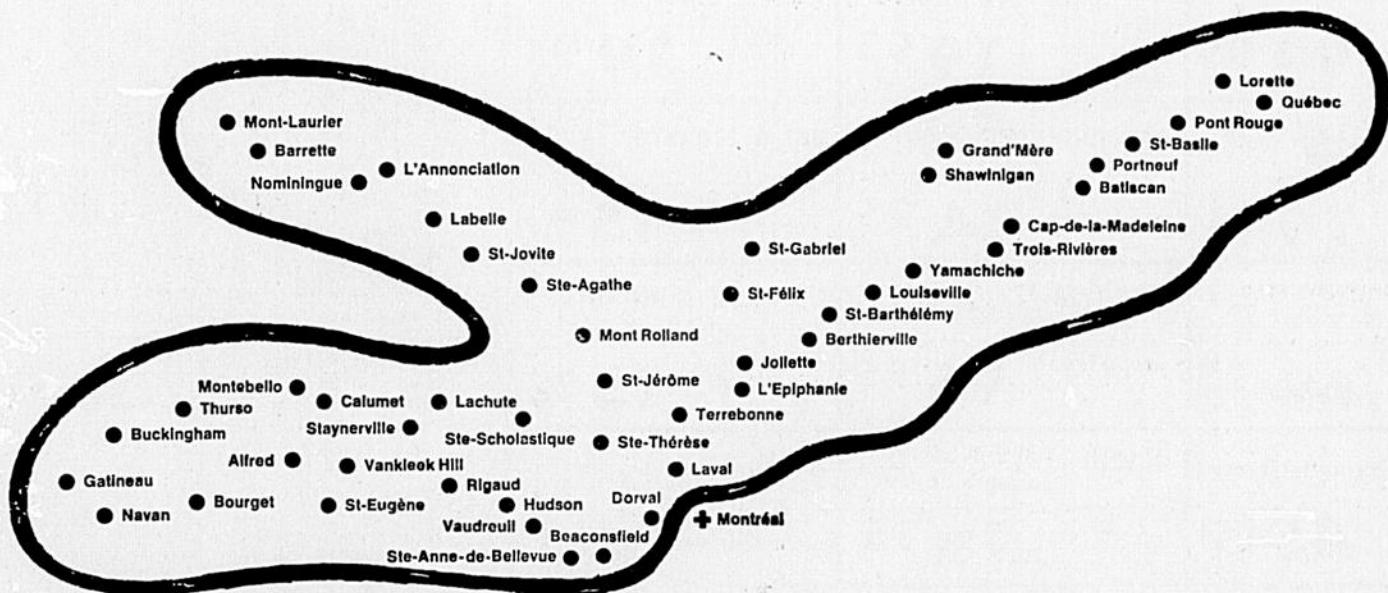 Lorette
Québec
Mont-Laurier
Pont Rouge
St-Basile
Barrette
Grand'Mère
Portneuf
L'Annonciation
Shawinigan
Nominingue
Batiscan
Labelle
Cap-de-la-Madeleine
St-Gabriel
Trois-Rivières
St-Jovite
Yamachiche
Ste-Agathe
St-Félix
Louiseville
St-Barthélémy
Mont Rolland
Berthierville
Joliette
St-Jérôme
Montebello
L'Epiphanie
Thurso
Calumet
Lachute
Terrebonne
Buckingham
Staynerville
Ste-Scholastique
Ste-Thérèse
Alfred
Vankleek Hill
Laval
Gatineau
Rigaud
Bourget
St-Eugène
Hudson
Dorval
Navan
Vaudreuil
Montréal
Beaconsfield
Ste-Anne-de-Bellevue